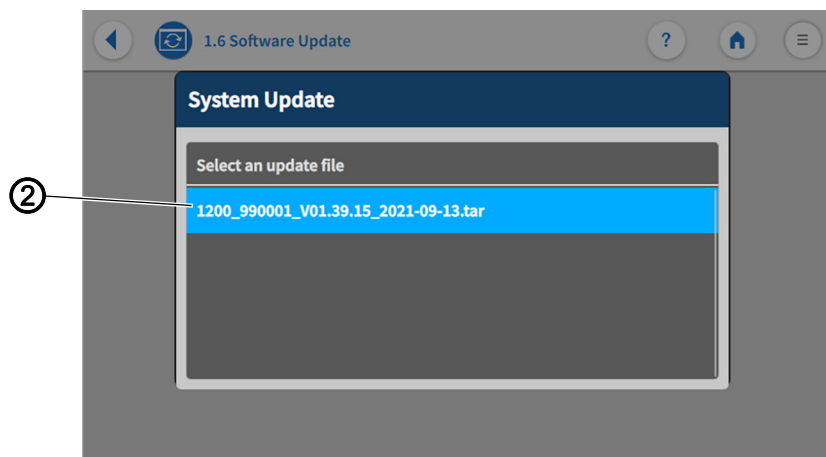 1.6 Software Update
?
System Update
Select an update file
②
1200_990001_V01.39.15_2021-09-13.tar